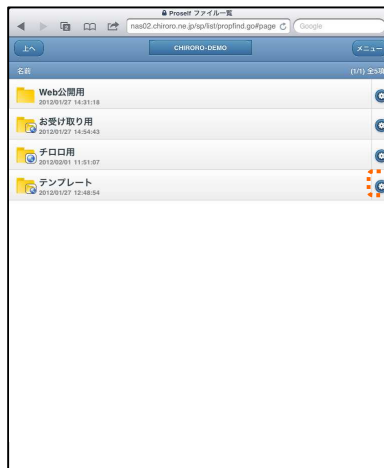 Proself ファイル一覧
nas02.chiroro.ne.jp/sp/list/propfind.go#page
Google
上へ
CHIRORO-DEMO
メニュー
名前
(1/1) 全5項
Web公開用
2012/01/27 14:31:18
お受け取り用
2012/01/27 14:54:43
チロロ用
2012/02/01 11:51:07
テンプレート
2012/01/27 12:48:54